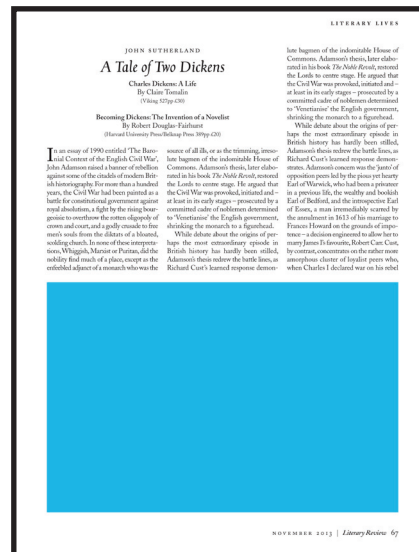 LITERARY LIVES
JOHN SUTHERLAND
A Tale of Two Dickens
Charles Dickens: A Life
By Claire Tomalin
(Viking 527pp £30)
Becoming Dickens: The Invention of a Novelist
By Robert Douglas-Fairhurst
(Harvard University Press/Belknap Press 389pp £20)
In an essay of 1990 entitled 'The Baro-
nial Context of the English Civil War',
John Adamson raised a banner of rebellion
against some of the citadels of modern Brit-
ish historiography. For more than a hundred
years, the Civil War had been painted as a
battle for constitutional government against
royal absolution, a fight by the rising bour-
geoisie to overthrow the rotten oligopoly of
crown and court, and a godly crusade to free
men's souls from the diktats of a bloated,
scolding church. In none of these interpreta-
tions, Whiggish, Marxist or Puritan, did the
nobility find much of a place, except as the
enfeebled adjunct of a monarch who was the
source of all ills, or as the trimming, irreso-
lute bagmen of the indomitable House of
Commons. Adamson's thesis, later elabo-
rated in his book The Noble Revolt, restored
the Lords to centre stage. He argued that
the Civil War was provoked, initiated and –
at least in its early stages – prosecuted by a
committed cadre of noblemen determined
to 'Venetianise' the English government,
shrinking the monarch to a figurehead.
While debate about the origins of per-
haps the most extraordinary episode in
British history has hardly been stilled,
Adamson's thesis redrew the battle lines, as
Richard Cust's learned response demon-
lute bagmen of the indomitable House of
Commons. Adamson's thesis, later elabo-
rated in his book The Noble Revolt, restored
the Lords to centre stage. He argued that
the Civil War was provoked, initiated and –
at least in its early stages – prosecuted by a
committed cadre of noblemen determined
to 'Venetianise' the English government,
shrinking the monarch to a figurehead.
While debate about the origins of per-
haps the most extraordinary episode in
British history has hardly been stilled,
Adamson's thesis redrew the battle lines, as
Richard Cust's learned response demon-
strates. Adamson's concern was the 'junto' of
opposition peers led by the pious yet hearty
Earl of Warwick, who had been a privateer
in a previous life, the wealthy and bookish
Earl of Bedford, and the introspective Earl
of Essex, a man irremediably scarred by
the annulment in 1613 of his marriage to
Frances Howard on the grounds of impo-
tence – a decision engineered to allow her to
marry James I's favourite, Robert Carr. Cust,
by contrast, concentrates on the rather more
amorphous cluster of loyalist peers who,
when Charles I declared war on his rebel
NOVEMBER 2013 | Literary Review 67